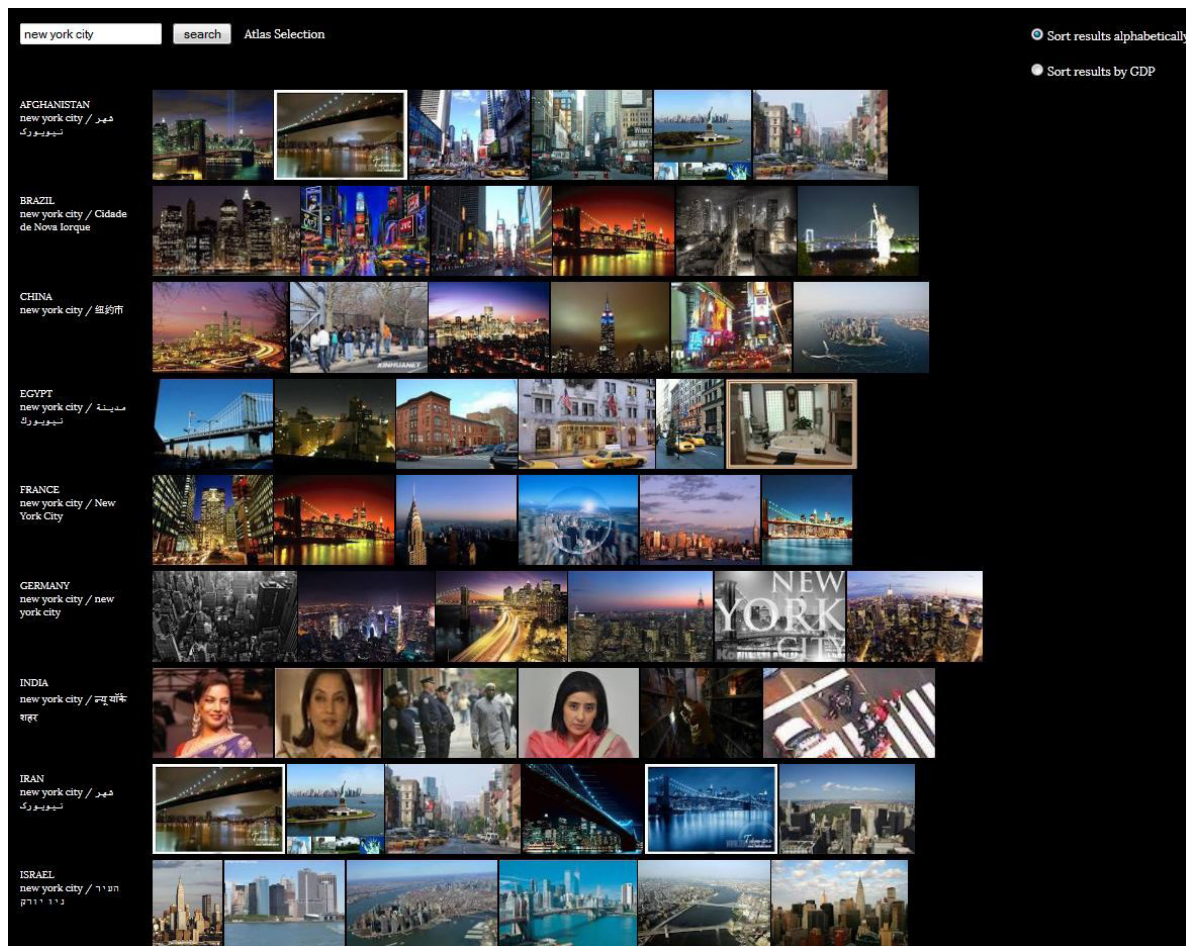 new york city
search
Atlas Selection
Sort results alphabetically
Sort results by GDP
AFGHANISTAN
new york city / شهر
نیویورک
BRAZIL
new york city / Cidade
de Nova Iorque
CHINA
new york city / 纽约市
XINHUANET
EGYPT
new york city / مدينة
نيويورك
FRANCE
new york city / New
York City
GERMANY
new york city / new
york city
NEW
YORK
CITY
INDIA
new york city / न्यू यॉर्क
शहर
IRAN
new york city / شهر
نیویورک
ISRAEL
new york city / העיר
ניו יורק